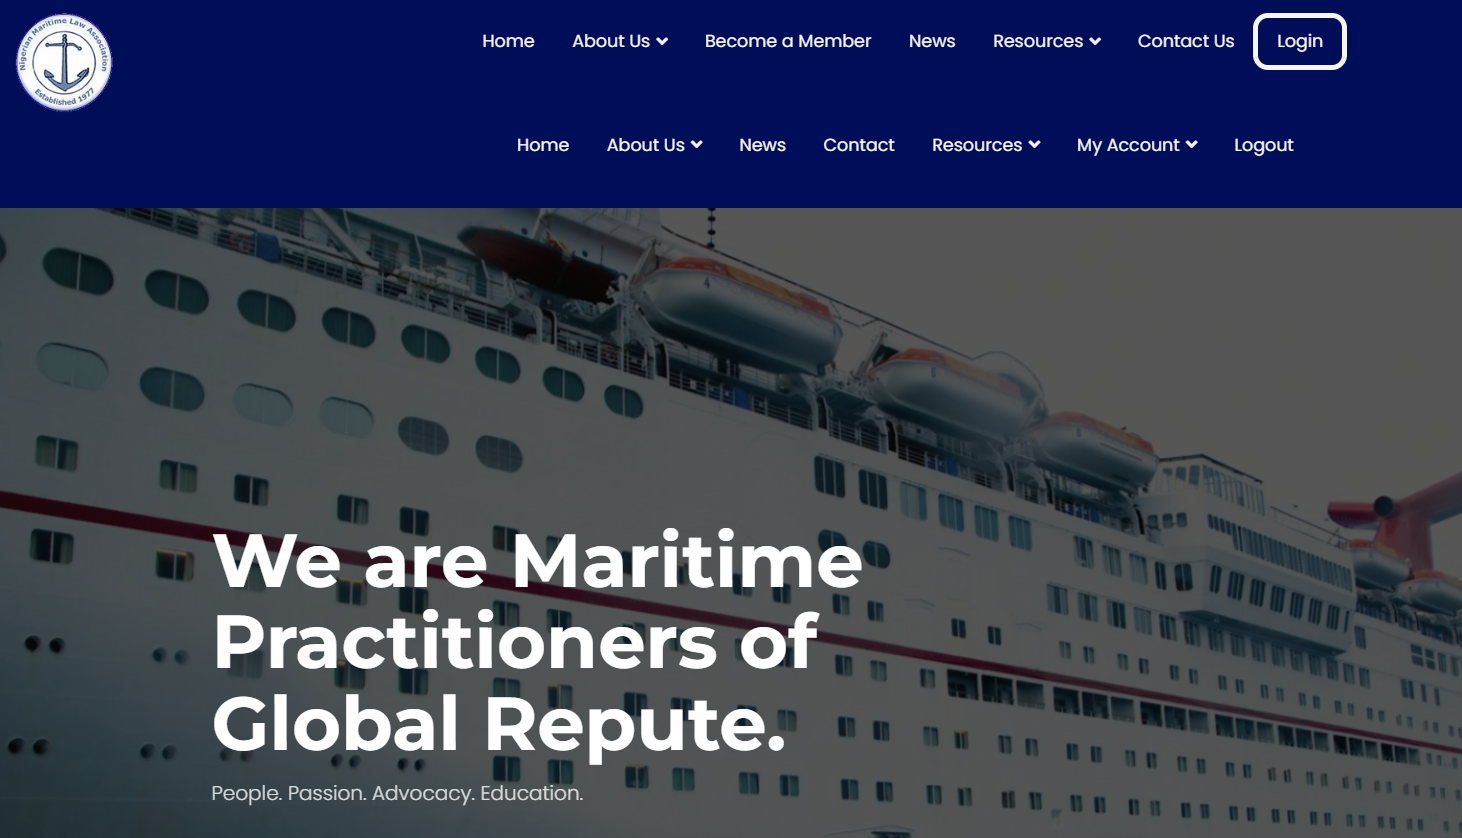 Nigerian Maritime Law Association
Established 1977
Home About Us Become a Member News Resources Contact Us Login
Home About Us News Contact Resources My Account Logout
4
We are Maritime
Practitioners of
Global Repute.
People. Passion. Advocacy. Education.